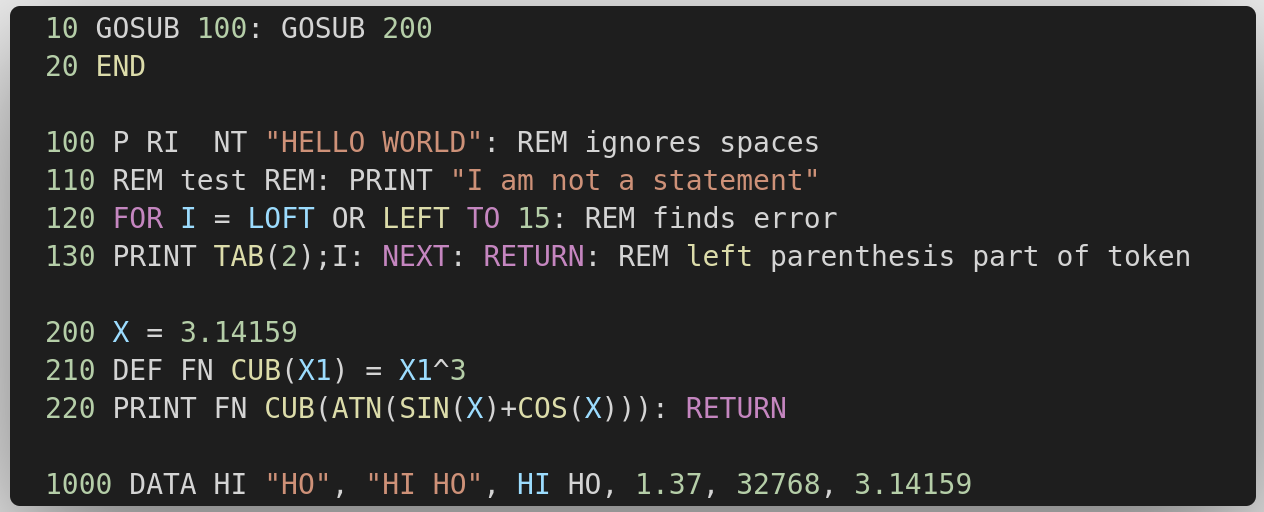 10 GOSUB 100: GOSUB 200
20 END
100 P RI  NT "HELLO WORLD": REM ignores spaces
110 REM test REM: PRINT "I am not a statement"
120 FOR I = LOFT OR LEFT TO 15: REM finds error
130 PRINT TAB(2);I: NEXT: RETURN: REM left parenthesis part of token
200 X = 3.14159
210 DEF FN CUB(X1) = X1^3
220 PRINT FN CUB(ATN(SIN(X)+COS(X))): RETURN
1000 DATA HI "HO", "HI HO", HI HO, 1.37, 32768, 3.14159